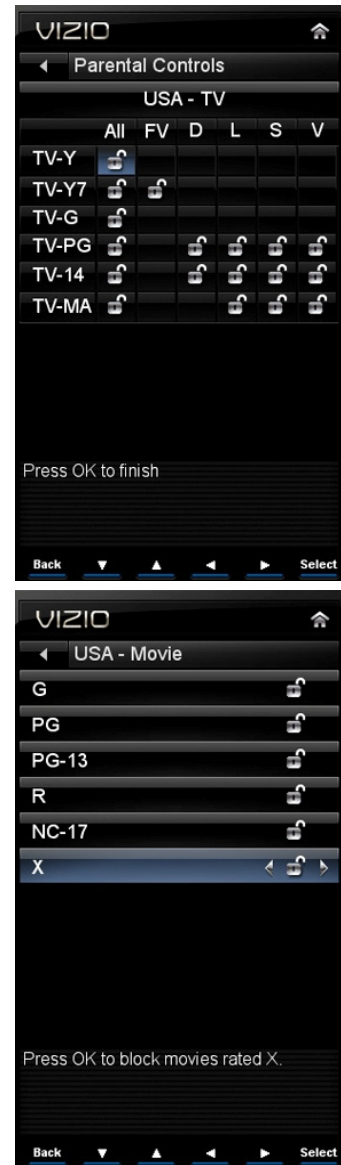 VIZIO
Parental Controls
USA - TV
All FV D L S V
TV-Y
TV-Y7
TV-G
TV-PG
TV-14
TV-MA
Press OK to finish
Back Select
VIZIO
USA - Movie
G
PG
PG-13
R
NC-17
X
Press OK to block movies rated X.
Back Select